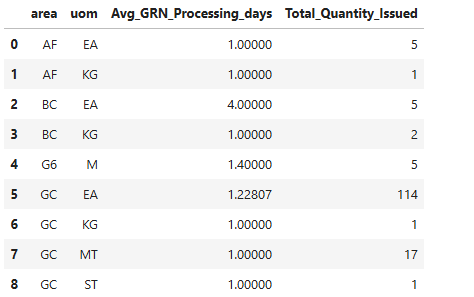 area uom Avg_GRN_Processing_days Total_Quantity_Issued
0 AF EA 1.00000 5
1 AF KG 1.00000 1
2 BC EA 4.00000 5
3 BC KG 1.00000 2
4 G6 M 1.40000 5
5 GC EA 1.22807 114
6 GC KG 1.00000 1
7 GC MT 1.00000 17
8 GC ST 1.00000 1